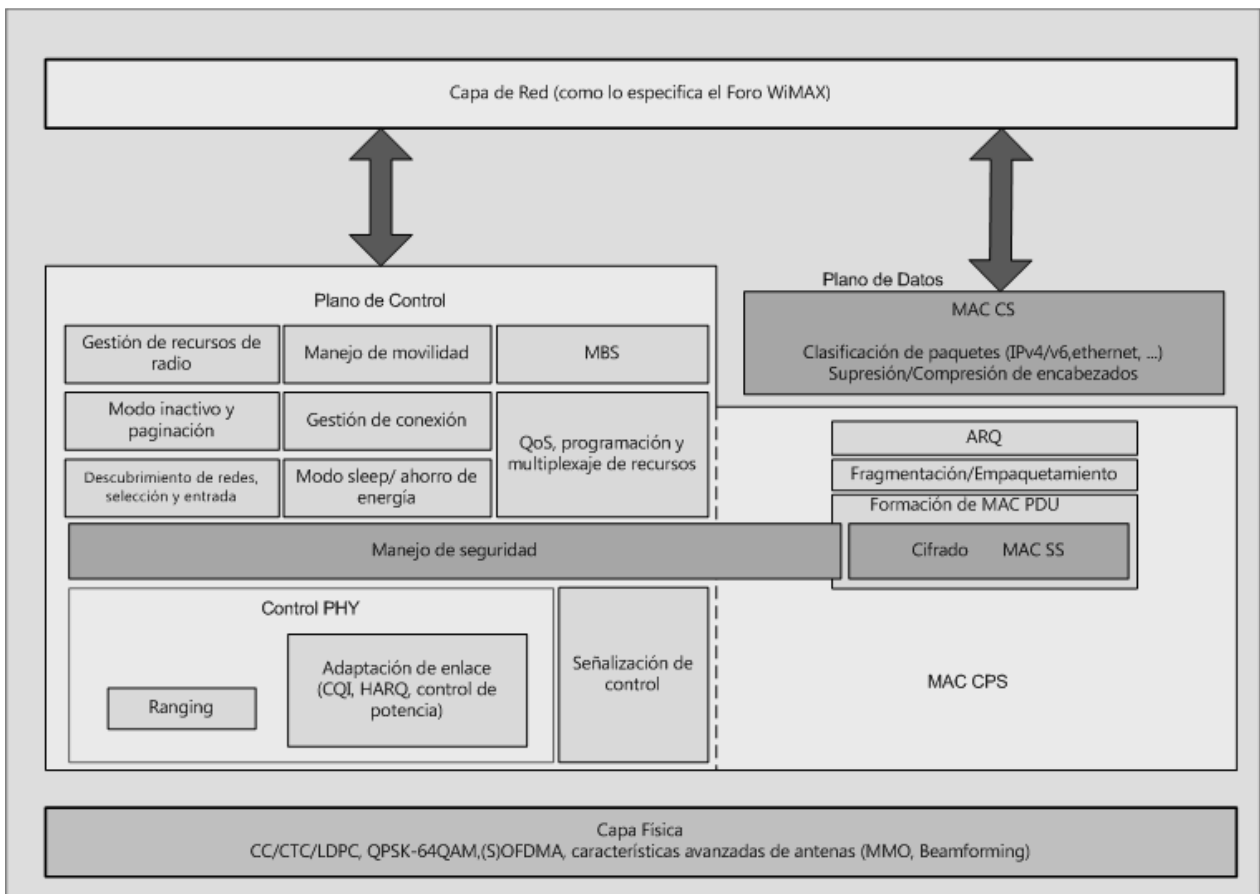 Capa de Red (como lo especifica el Foro WiMAX)
Plano de Control
Gestión de recursos de
radio
Manejo de movilidad
MBS
Modo inactivo y
paginación
Gestión de conexión
QoS, programación y
multiplexaje de recursos
Descubrimiento de redes,
selección y entrada
Modo sleep/ ahorro de
energía
Plano de Datos
MAC CS
Clasificación de paquetes (IPv4/v6,ethernet, ...)
Supresión/Compresión de encabezados
ARQ
Fragmentación/Empaquetamiento
Formación de MAC PDU
Manejo de seguridad
Cifrado MAC SS
Control PHY
Ranging
Adaptación de enlace
(CQI, HARQ, control de
potencia)
Señalización de
control
MAC CPS
Capa Física
CC/CTC/LDPC, QPSK-64QAM,(S)OFDMA, características avanzadas de antenas (MMO, Beamforming)